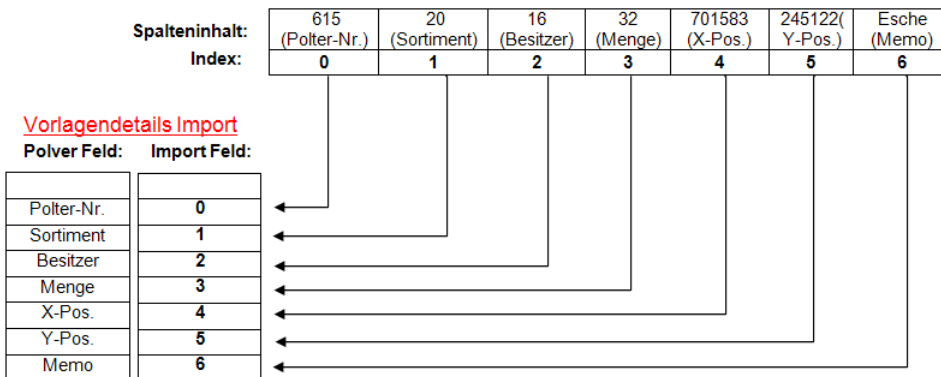 Spalteninhalt:
615 20 16 32 701583 245122( Esche
(Polter-Nr.) (Sortiment) (Besitzer) (Menge) (X-Pos.) Y-Pos.) (Memo)
Index: 0 1 2 3 4 5 6
Vorlagendetails Import
Polver Feld: Import Feld:
Polter-Nr. 0
Sortiment 1
Besitzer 2
Menge 3
X-Pos. 4
Y-Pos. 5
Memo 6